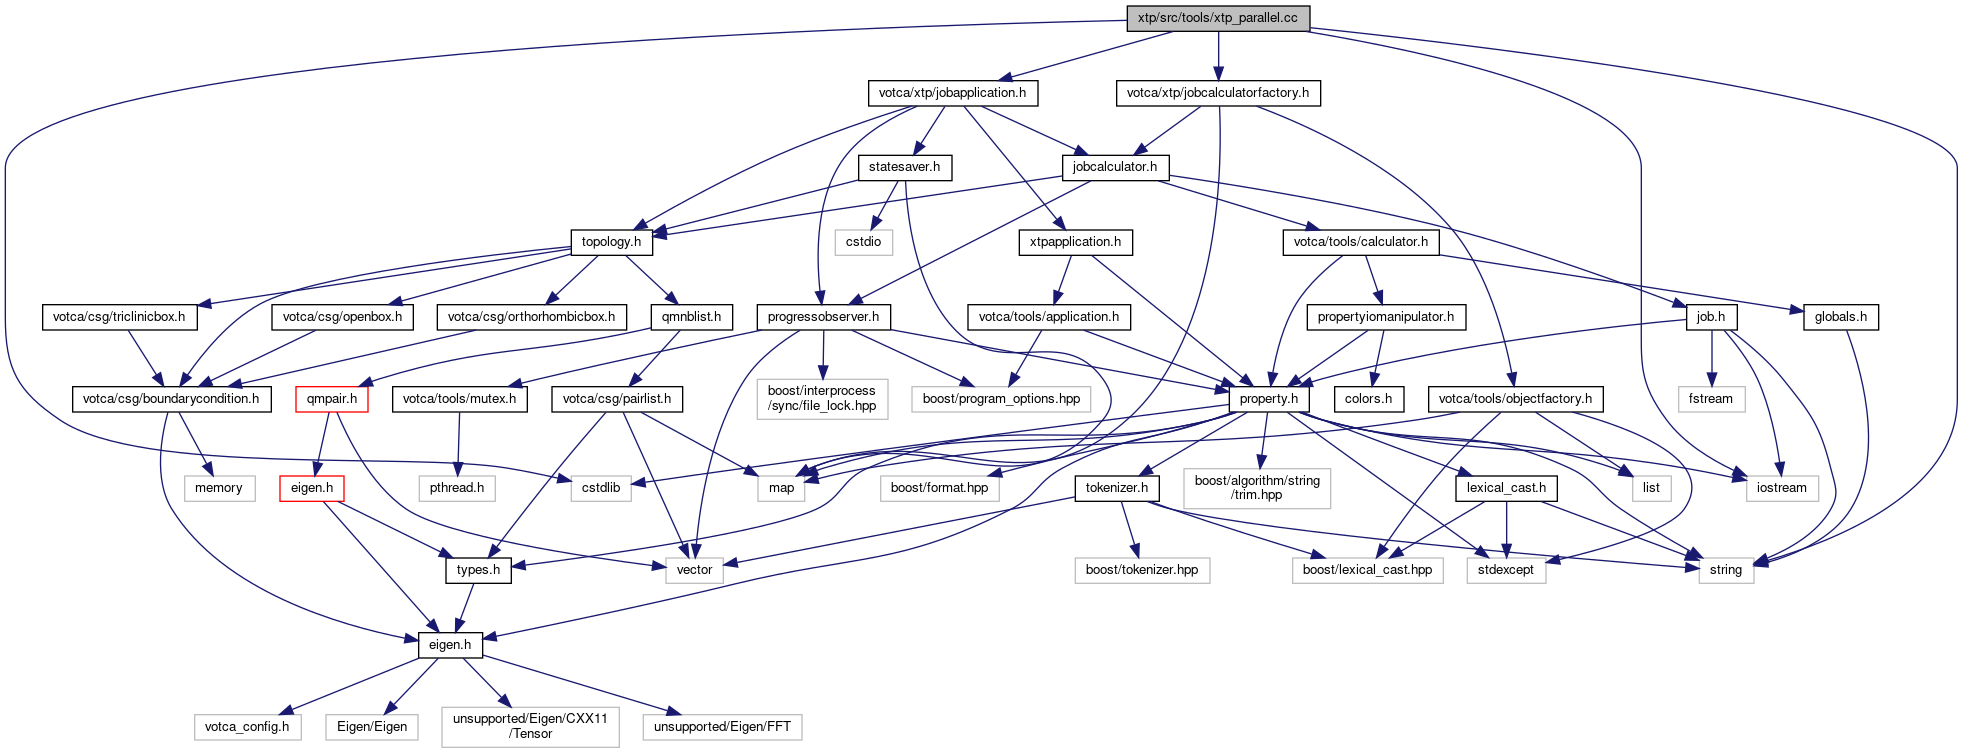 xtp/src/tools/xtp_parallel.cc
votca/xtp/jobapplication.h
votca/xtp/jobcalculatorfactory.h
statesaver.h
jobcalculator.h
topology.h
cstdio
xtpapplication.h
votca/tools/calculator.h
votca/csg/triclinicbox.h
votca/csg/openbox.h
votca/csg/orthorhombicbox.h
qmnblist.h
progressobserver.h
votca/tools/application.h
propertyiomanipulator.h
job.h
globals.h
votca/csg/boundarycondition.h
qmpair.h
votca/tools/mutex.h
votca/csg/pairlist.h
boost/interprocess
/sync/file_lock.hpp
boost/program_options.hpp
property.h
colors.h
votca/tools/objectfactory.h
fstream
memory
eigen.h
pthread.h
cstdlib
map
boost/format.hpp
tokenizer.h
boost/algorithm/string
/trim.hpp
lexical_cast.h
list
iostream
types.h
vector
boost/tokenizer.hpp
boost/lexical_cast.hpp
stdexcept
string
eigen.h
votca_config.h
Eigen/Eigen
unsupported/Eigen/CXX11
/Tensor
unsupported/Eigen/FFT